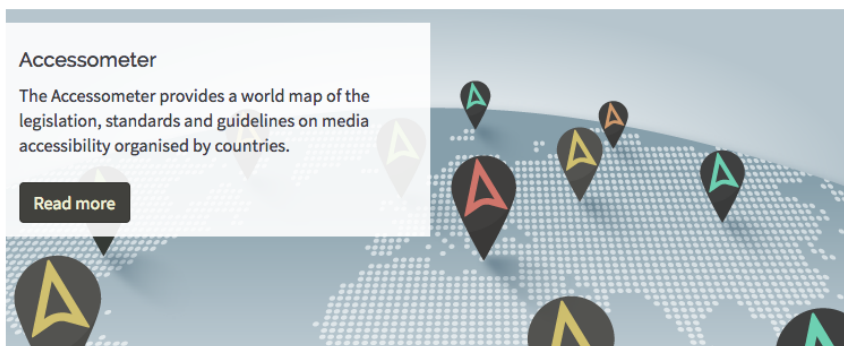 Accessometer
The Accessometer provides a world map of the
legislation, standards and guidelines on media
accessibility organised by countries.
Read more